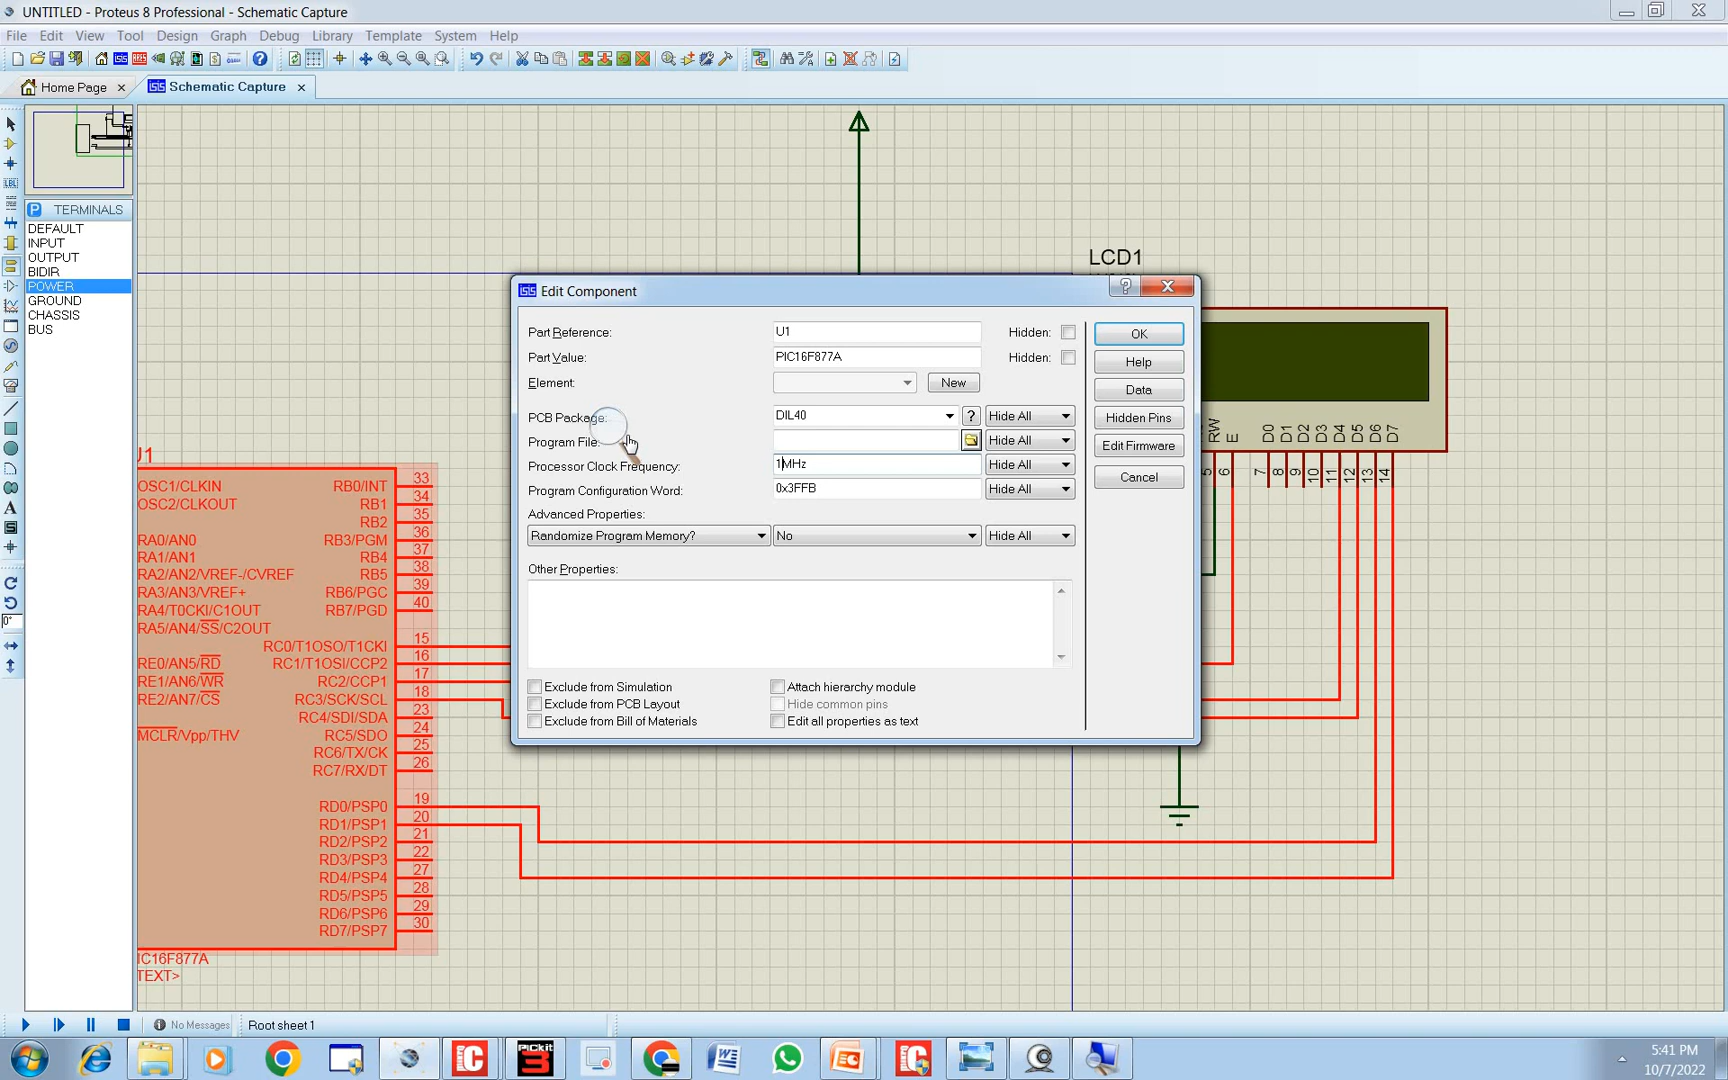 UNTITLED - Proteus 8 Professional - Schematic Capture
File Edit View Tool Design Graph Debug Library Template System Help
Home Page
Schematic Capture
LBL
P TERMINALS
DEFAULT
INPUT
OUTPUT
BIDIR
POWER
GROUND
CHASSIS
BUS
0°
LCD1
Edit Component
Part Reference: U1 Hidden:
Part Value: PIC16F877A Hidden:
Element: New
PCB Package: DIL40 ? Hide All
Program File: Hide All
Processor Clock Frequency: 1MHz Hide All
Program Configuration Word: 0x3FFB Hide All
Advanced Properties:
Randomize Program Memory? No Hide All
Other Properties:
Exclude from Simulation
Exclude from PCB Layout
Exclude from Bill of Materials
Attach hierarchy module
Hide common pins
Edit all properties as text
OK
Help
Data
Hidden Pins
Edit Firmware
Cancel
RW E D0 D1 D2 D3 D4 D5 D6 D7
5 6 7 8 9 10 11 12 13 14
U1
OSC1/CLKIN RB0/INT 33
OSC2/CLKOUT RB1 34
RB2 35
RA0/AN0 RB3/PGM 36
RA1/AN1 RB4 37
RA2/AN2/VREF-/CVREF RB5 38
RA3/AN3/VREF+ RB6/PGC 39
RA4/T0CKI/C1OUT RB7/PGD 40
RA5/AN4/SS/C2OUT
RC0/T1OSO/T1CKI 15
RE0/AN5/RD RC1/T1OSI/CCP2 16
RE1/AN6/WR RC2/CCP1 17
RE2/AN7/CS RC3/SCK/SCL 18
RC4/SDI/SDA 23
MCLR/Vpp/THV RC5/SDO 24
RC6/TX/CK 25
RC7/RX/DT 26
RD0/PSP0 19
RD1/PSP1 20
RD2/PSP2 21
RD3/PSP3 22
RD4/PSP4 27
RD5/PSP5 28
RD6/PSP6 29
RD7/PSP7 30
IC16F877A
TEXT>
No Messages
Root sheet 1
PICkit
3
5:41 PM
10/7/2022